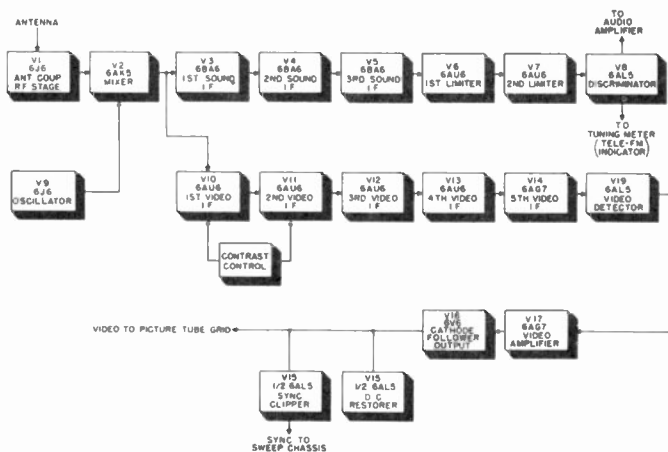 ANTENNA
TO
AUDIO
AMPLIFIER
V1
6J6
ANT COUP
R F STAGE
V2
6AK5
MIXER
V3
6BA6
1ST SOUND
I F
V4
6BA6
2ND SOUND
I F
V5
6BA6
3RD SOUND
I F
V6
6AU6
1ST LIMITER
V7
6AU6
2ND LIMITER
V8
6AL5
DISCRIMINATOR
TO
TUNING METER
(TELE-FM)
INDICATOR)
V9
6J6
OSCILLATOR
V10
6AU6
1ST VIDEO
I F
V11
6AU6
2ND VIDEO
I F
V12
6AU6
3RD VIDEO
I F
V13
6AU6
4TH VIDEO
I F
V14
6AG7
5TH VIDEO
I F
V19
6AL5
VIDEO
DETECTOR
CONTRAST
CONTROL
VIDEO TO PICTURE TUBE GRID
V18
6V6
CATHODE
FOLLOWER
OUTPUT
V17
6AG7
VIDEO
AMPLIFIER
V15
1/2 6AL5
SYNC
CLIPPER
V15
1/2 6AL5
D C
RESTORER
SYNC TO
SWEEP CHASSIS